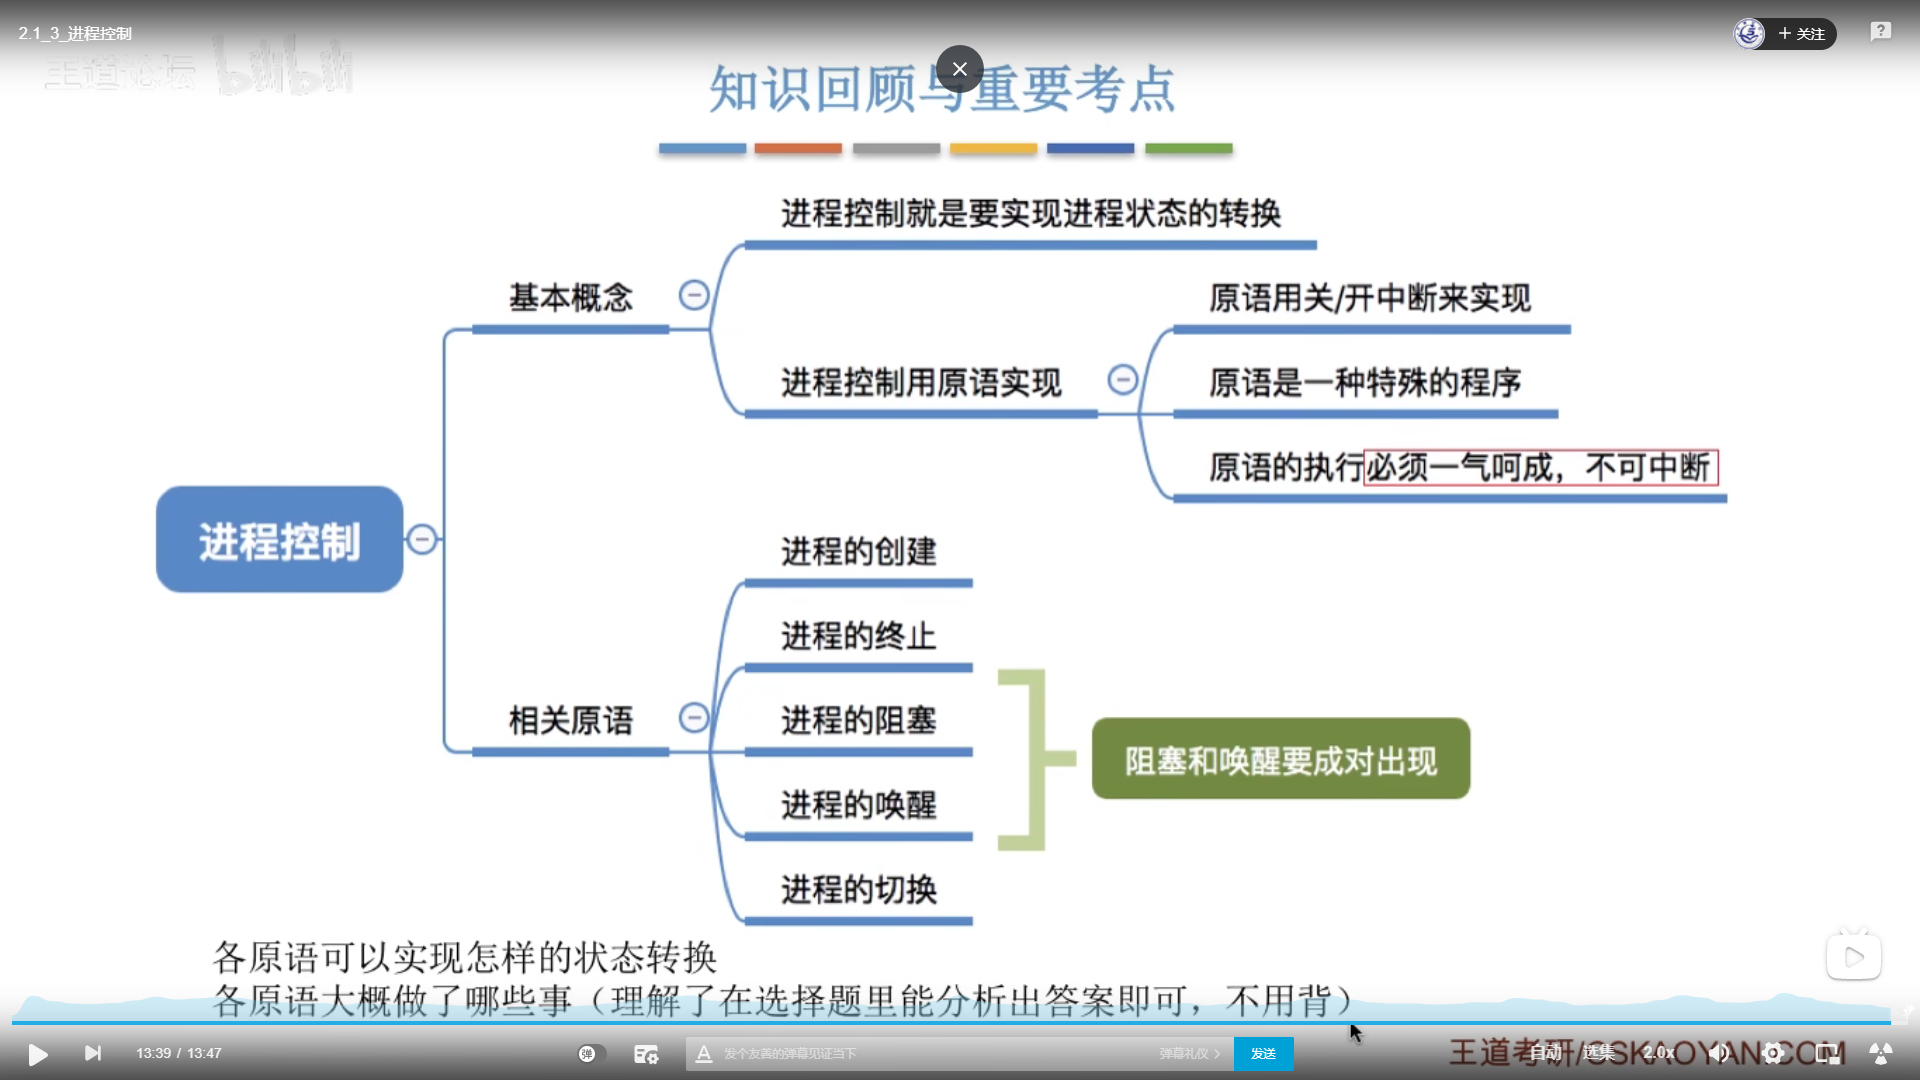 2.1_3_进程控制
关注
王道论坛 bilibili
知识回顾与重要考点
进程控制就是要实现进程状态的转换
基本概念
原语用关/开中断来实现
进程控制用原语实现
原语是一种特殊的程序
原语的执行必须一气呵成，不可中断
进程控制
进程的创建
进程的终止
相关原语
进程的阻塞
阻塞和唤醒要成对出现
进程的唤醒
进程的切换
各原语可以实现怎样的状态转换
各原语大概做了哪些事（理解了在选择题里能分析出答案即可，不用背）
13:39 / 13:47
弹
发个友善的弹幕见证当下
弹幕礼仪
发送
自动
选集
2.0x
王道考研/CSKAOYAN.COM